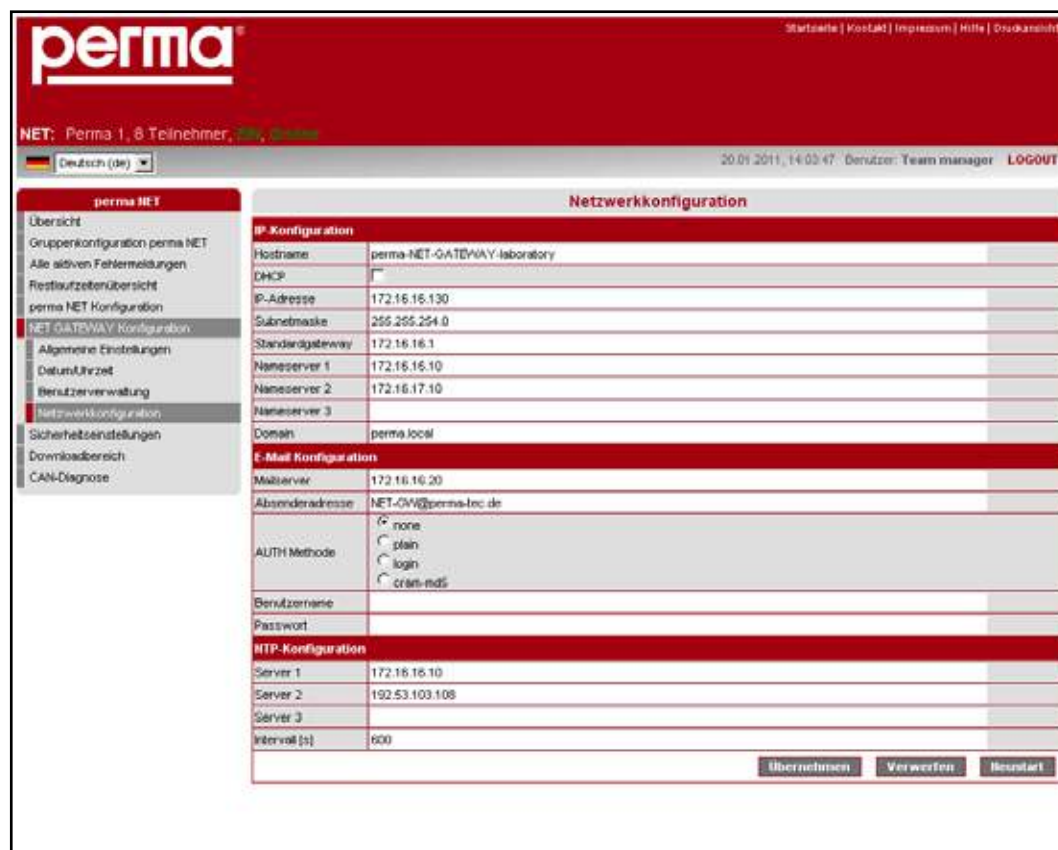 perma®
Startseite | Kontakt | Impressum | Hilfe | Druckansicht
NET: Perma 1, 8 Teilnehmer,
Deutsch (de)
20.01.2011, 14:03:47 Benutzer: Team manager LOGOUT
perma NET
Übersicht
Gruppenkonfiguration perma NET
Alle aktiven Fehlermeldungen
Restlaufzeitenübersicht
perma NET Konfiguration
NET GATEWAY Konfiguration
Allgemeine Einstellungen
Datum/Uhrzeit
Benutzerverwaltung
Netzwerkkonfiguration
Sicherheitseinstellungen
Downloadbereich
CAN-Diagnose
Netzwerkkonfiguration
IP-Konfiguration
Hostname perma-NET-GATEWAY-laboratory
DHCP
IP-Adresse 172.16.16.130
Subnetmaske 255.255.254.0
Standardgateway 172.16.16.1
Nameserver 1 172.16.16.10
Nameserver 2 172.16.17.10
Nameserver 3
Domain perma.local
E-Mail Konfiguration
Mailserver 172.16.16.20
Absenderadresse NET-GW@perma-tec.de
AUTH Methode
none
plain
login
cram-md5
Benutzername
Passwort
NTP-Konfiguration
Server 1 172.16.16.10
Server 2 192.53.103.108
Server 3
Intervall [s] 600
Übernehmen Verwerfen Neustart